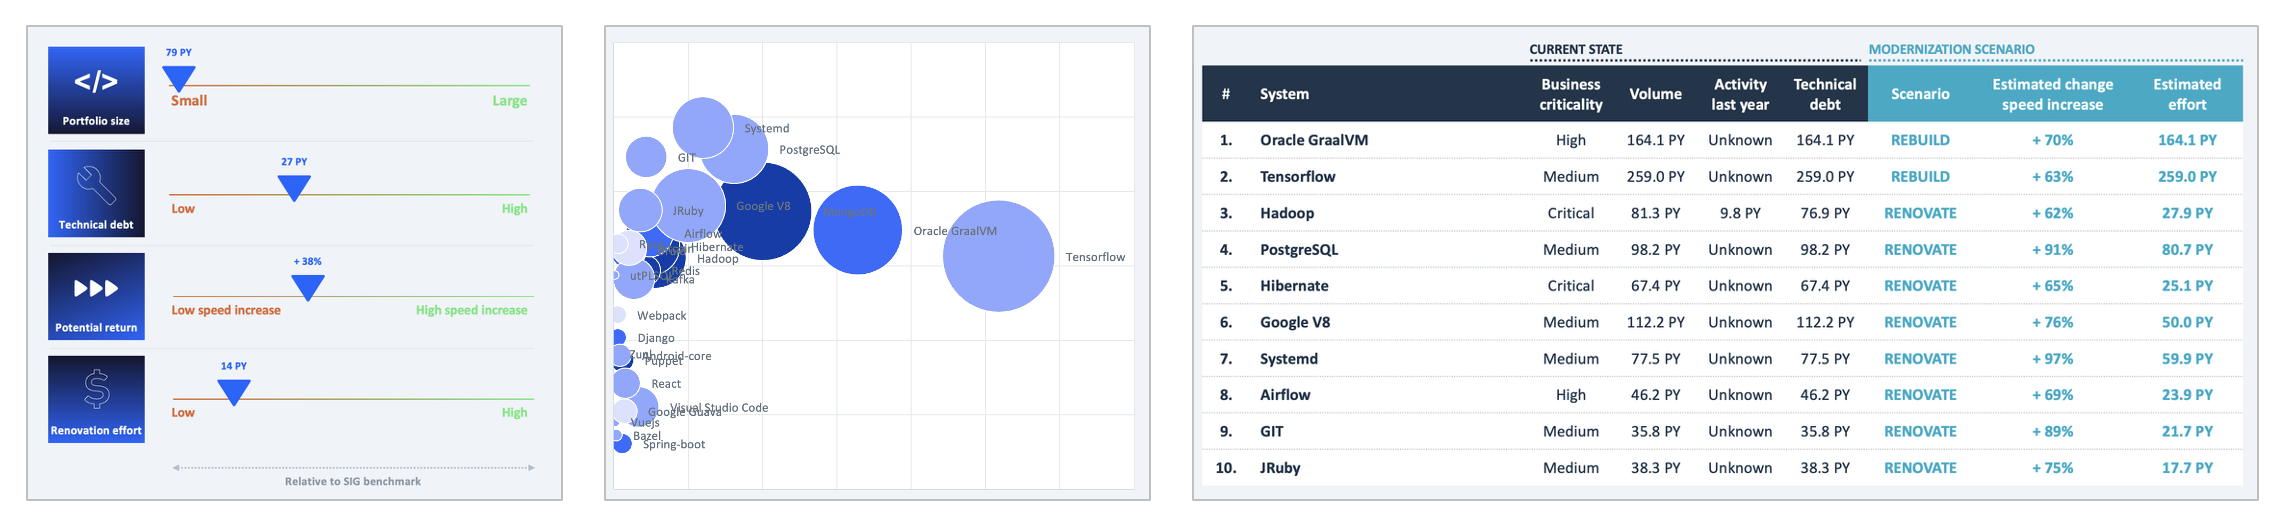 79 PY
</>
Small
Large
Portfolio size
27 PY
Low
High
Technical debt
+ 38%
Low speed increase
High speed increase
Potential return
14 PY
Low
High
Renovation effort
Relative to SIG benchmark
Systemd
PostgreSQL
GIT
Google V8
JRuby
MongoDB
Airflow
Oracle GraalVM
Hibernate
Hadoop
Tensorflow
Redis
Kafka
Webpack
Django
Zuul
Android-core
Puppet
React
Visual Studio Code
Google Guava
Vuejs
Bazel
Spring-boot
CURRENT STATE
MODERNIZATION SCENARIO
# System Business criticality Volume Activity last year Technical debt Scenario Estimated change speed increase Estimated effort
1. Oracle GraalVM High 164.1 PY Unknown 164.1 PY REBUILD + 70% 164.1 PY
2. Tensorflow Medium 259.0 PY Unknown 259.0 PY REBUILD + 63% 259.0 PY
3. Hadoop Critical 81.3 PY 9.8 PY 76.9 PY RENOVATE + 62% 27.9 PY
4. PostgreSQL Medium 98.2 PY Unknown 98.2 PY RENOVATE + 91% 80.7 PY
5. Hibernate Critical 67.4 PY Unknown 67.4 PY RENOVATE + 65% 25.1 PY
6. Google V8 Medium 112.2 PY Unknown 112.2 PY RENOVATE + 76% 50.0 PY
7. Systemd Medium 77.5 PY Unknown 77.5 PY RENOVATE + 97% 59.9 PY
8. Airflow High 46.2 PY Unknown 46.2 PY RENOVATE + 69% 23.9 PY
9. GIT Medium 35.8 PY Unknown 35.8 PY RENOVATE + 89% 21.7 PY
10. JRuby Medium 38.3 PY Unknown 38.3 PY RENOVATE + 75% 17.7 PY